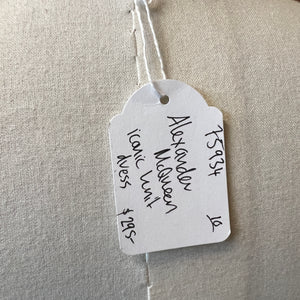 75934
10
Alexander
McQueen
iconic knit
dress $295-